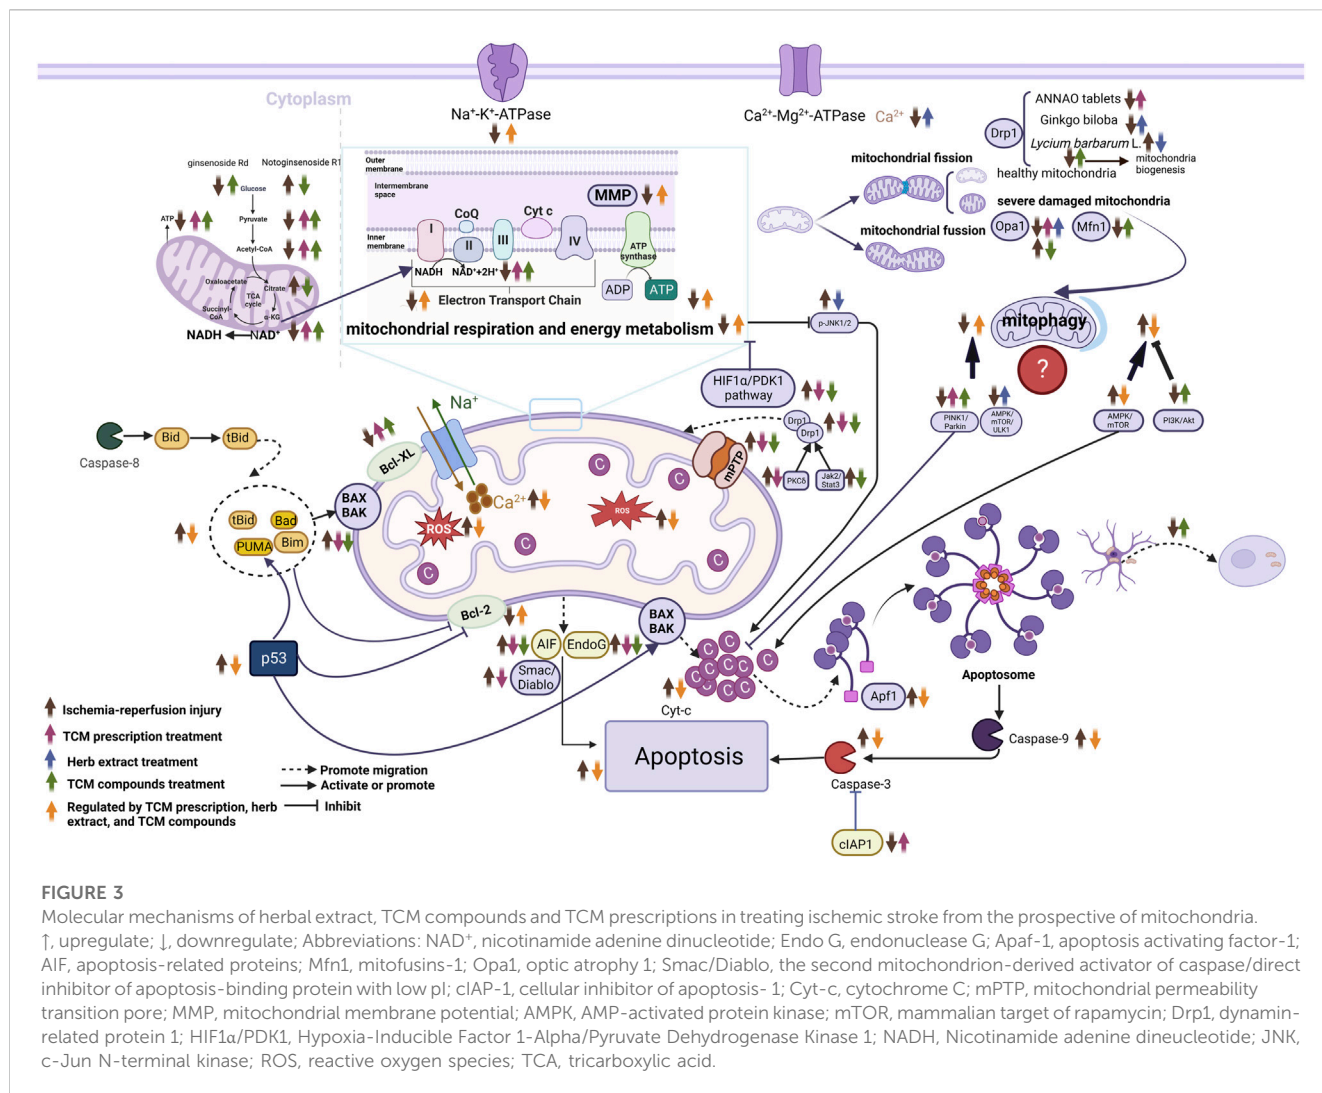 Cytoplasm
Na⁺-K⁺-ATPase
Ca²⁺-Mg²⁺-ATPase
Ca²⁺
Drp1
ANNAO tablets
Ginkgo biloba
Lycium barbarum L.
mitochondria
biogenesis
ginsenoside Rd
Notoginsenoside R1
Glucose
ATP
Pyruvate
Acetyl-CoA
Oxaloacetate
Citrate
TCA
cycle
Succinyl-
CoA
α-KG
NADH
NAD⁺
Outer
membrane
Intermembrane
space
MMP
Inner
membrane
I
CoQ
II
III
Cyt c
IV
ATP
synthase
NADH
NAD⁺+2H⁺
ADP
ATP
Electron Transport Chain
mitochondrial respiration and energy metabolism
p-JNK1/2
mitochondrial fission
healthy mitochondria
severe damaged mitochondria
mitochondrial fussion
Opa1
Mfn1
mitophagy
?
PINK1/
Parkin
AMPK/
mTOR/
ULK1
AMPK/
mTOR
PI3K/Akt
HIF1α/PDK1
pathway
Drp1
Drp1
PKCδ
Jak2/
Stat3
mPTP
Na⁺
Bcl-XL
Ca²⁺
ROS
ROS
C
C
C
C
C
Caspase-8
Bid
tBid
tBid
Bad
PUMA
Bim
BAX
BAK
Bcl-2
BAX
BAK
AIF
EndoG
Smac/
Diablo
p53
C
C
C
C
C
C
C
C
C
C
Cyt-c
Apf1
Apoptosome
Caspase-9
Caspase-3
Apoptosis
cIAP1
Ischemia-reperfusion injury
TCM prescription treatment
Herb extract treatment
TCM compounds treatment
Regulated by TCM prescription, herb
extract, and TCM compounds
Promote migration
Activate or promote
Inhibit
FIGURE 3
Molecular mechanisms of herbal extract, TCM compounds and TCM prescriptions in treating ischemic stroke from the prospective of mitochondria.
↑, upregulate; ↓, downregulate; Abbreviations: NAD⁺, nicotinamide adenine dinucleotide; Endo G, endonuclease G; Apaf-1, apoptosis activating factor-1;
AIF, apoptosis-related proteins; Mfn1, mitofusins-1; Opa1, optic atrophy 1; Smac/Diablo, the second mitochondrion-derived activator of caspase/direct
inhibitor of apoptosis-binding protein with low pI; cIAP-1, cellular inhibitor of apoptosis- 1; Cyt-c, cytochrome C; mPTP, mitochondrial permeability
transition pore; MMP, mitochondrial membrane potential; AMPK, AMP-activated protein kinase; mTOR, mammalian target of rapamycin; Drp1, dynamin-
related protein 1; HIF1α/PDK1, Hypoxia-Inducible Factor 1-Alpha/Pyruvate Dehydrogenase Kinase 1; NADH, Nicotinamide adenine dineucleotide; JNK,
c-Jun N-terminal kinase; ROS, reactive oxygen species; TCA, tricarboxylic acid.